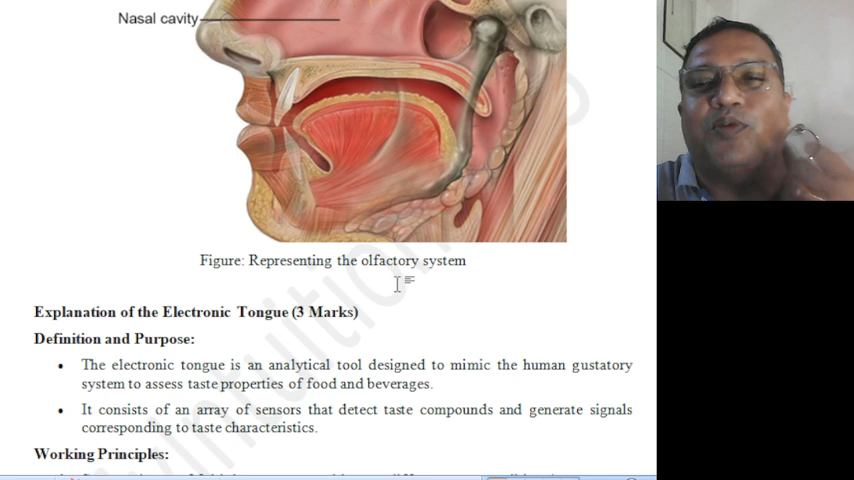 Nasal cavity
Figure: Representing the olfactory system
Explanation of the Electronic Tongue (3 Marks)
Definition and Purpose:
• The electronic tongue is an analytical tool designed to mimic the human gustatory
system to assess taste properties of food and beverages.
• It consists of an array of sensors that detect taste compounds and generate signals
corresponding to taste characteristics.
Working Principles: